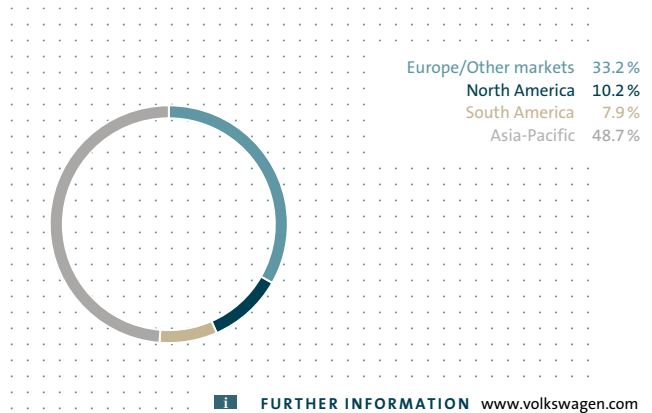 Europe/Other markets 33.2 %
North America 10.2 %
South America 7.9 %
Asia-Pacific 48.7 %
i FURTHER INFORMATION www.volkswagen.com